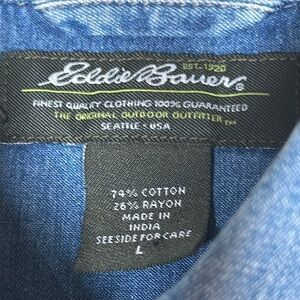 EST. 1920
Eddie Bauer®
FINEST QUALITY CLOTHING 100% GUARANTEED
THE ORIGINAL OUTDOOR OUTFITTER™
SEATTLE · USA
74% COTTON
26% RAYON
MADE IN
INDIA
SEE SIDE FOR CARE
L